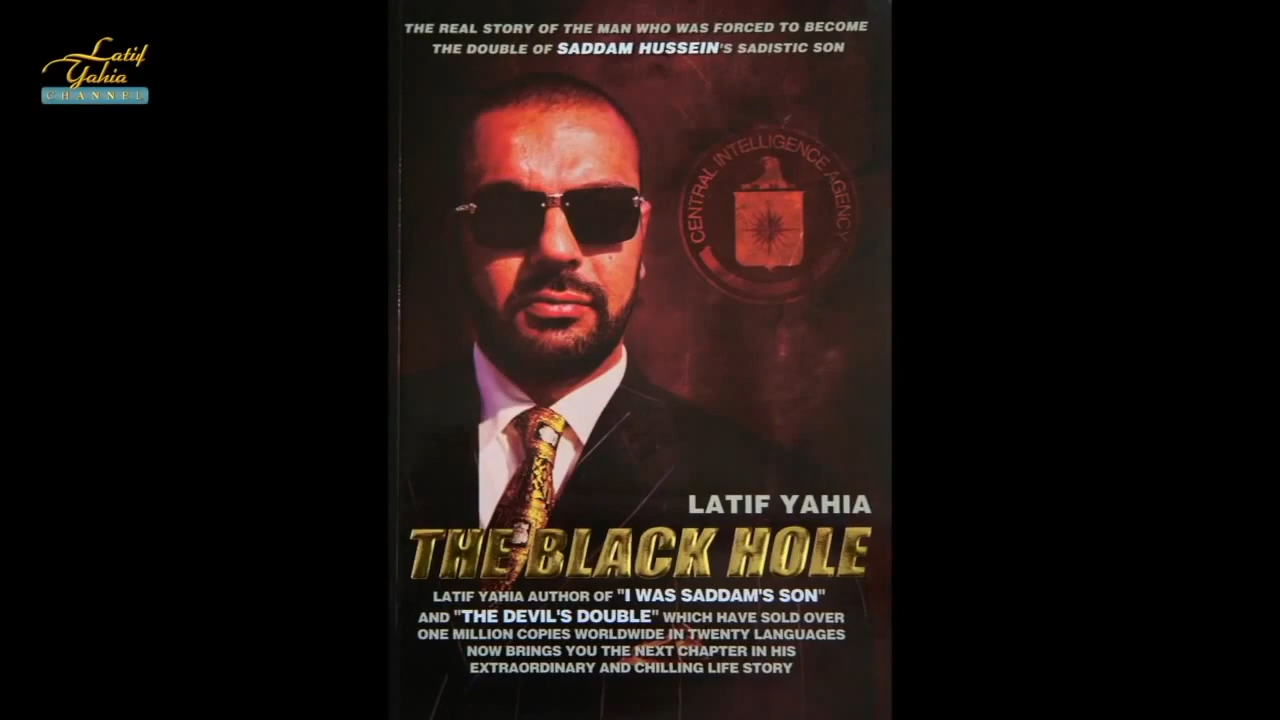 Latif
Yahia
CHANNEL
THE REAL STORY OF THE MAN WHO WAS FORCED TO BECOME
THE DOUBLE OF SADDAM HUSSEIN'S SADISTIC SON
CENTRAL INTELLIGENCE AGENCY
LATIF YAHIA
THE BLACK HOLE
LATIF YAHIA AUTHOR OF "I WAS SADDAM'S SON"
AND "THE DEVIL'S DOUBLE" WHICH HAVE SOLD OVER
ONE MILLION COPIES WORLDWIDE IN TWENTY LANGUAGES
NOW BRINGS YOU THE NEXT CHAPTER IN HIS
EXTRAORDINARY AND CHILLING LIFE STORY